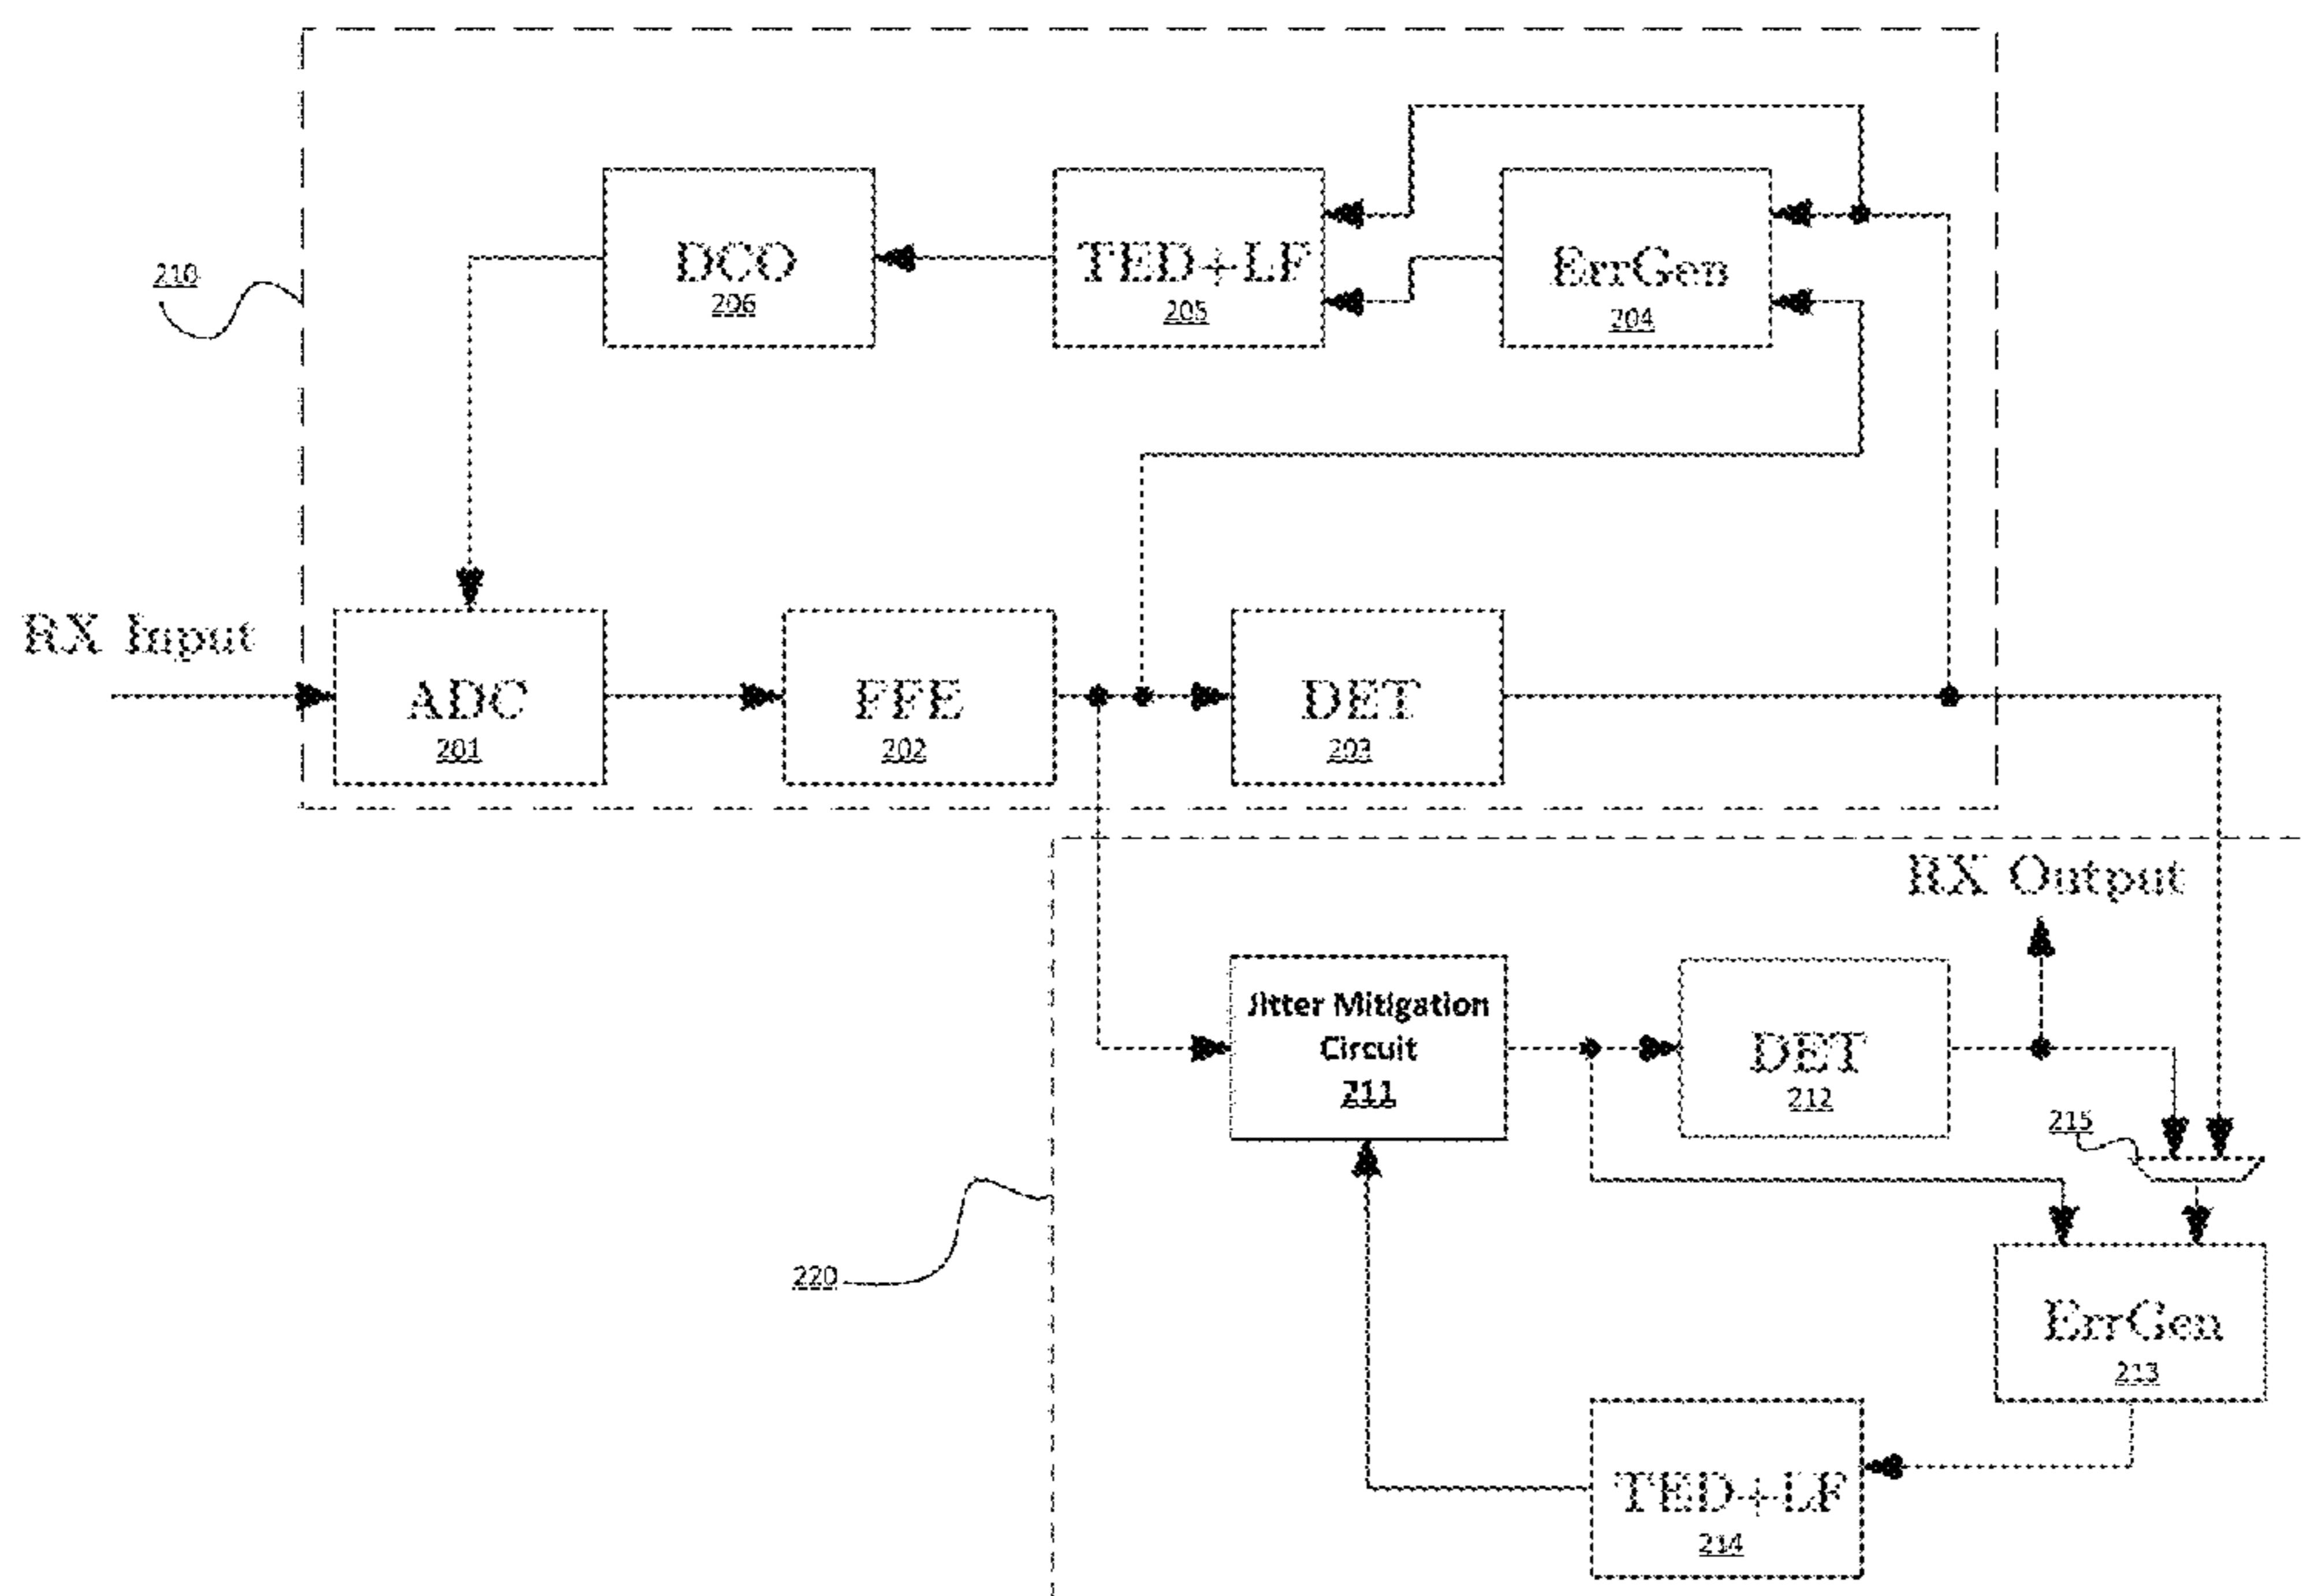 210
DCO
206
TED+LF
205
ErrGen
204
RX Input
ADC
201
FFE
202
DET
203
RX Output
Jitter Mitigation
Circuit
211
DET
212
215
220
ErrGen
213
TED+LF
214